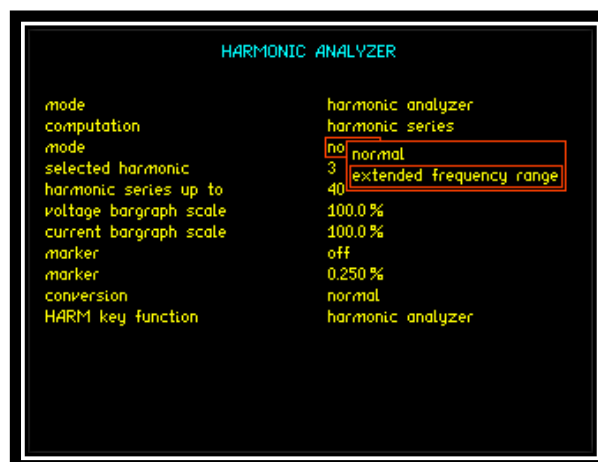 HARMONIC ANALYZER
mode harmonic analyzer
computation harmonic series
mode no normal
selected harmonic 3 extended frequency range
harmonic series up to 40
voltage bargraph scale 100.0 %
current bargraph scale 100.0 %
marker off
marker 0.250 %
conversion normal
HARM key function harmonic analyzer